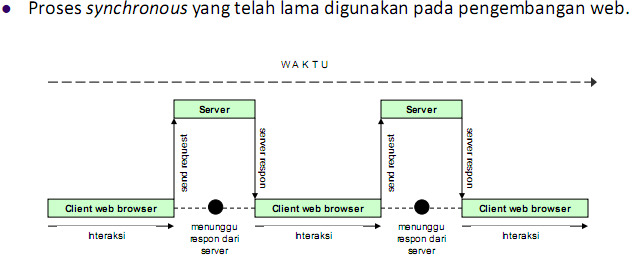 ● Proses synchronous yang telah lama digunakan pada pengembangan web.
WAKTU
Server
Server
send request
server respon
send request
server respon
Client web browser
Client web browser
Client web browser
Interaksi
menunggu
respon dari
server
Interaksi
menunggu
respon dari
server
Interaksi